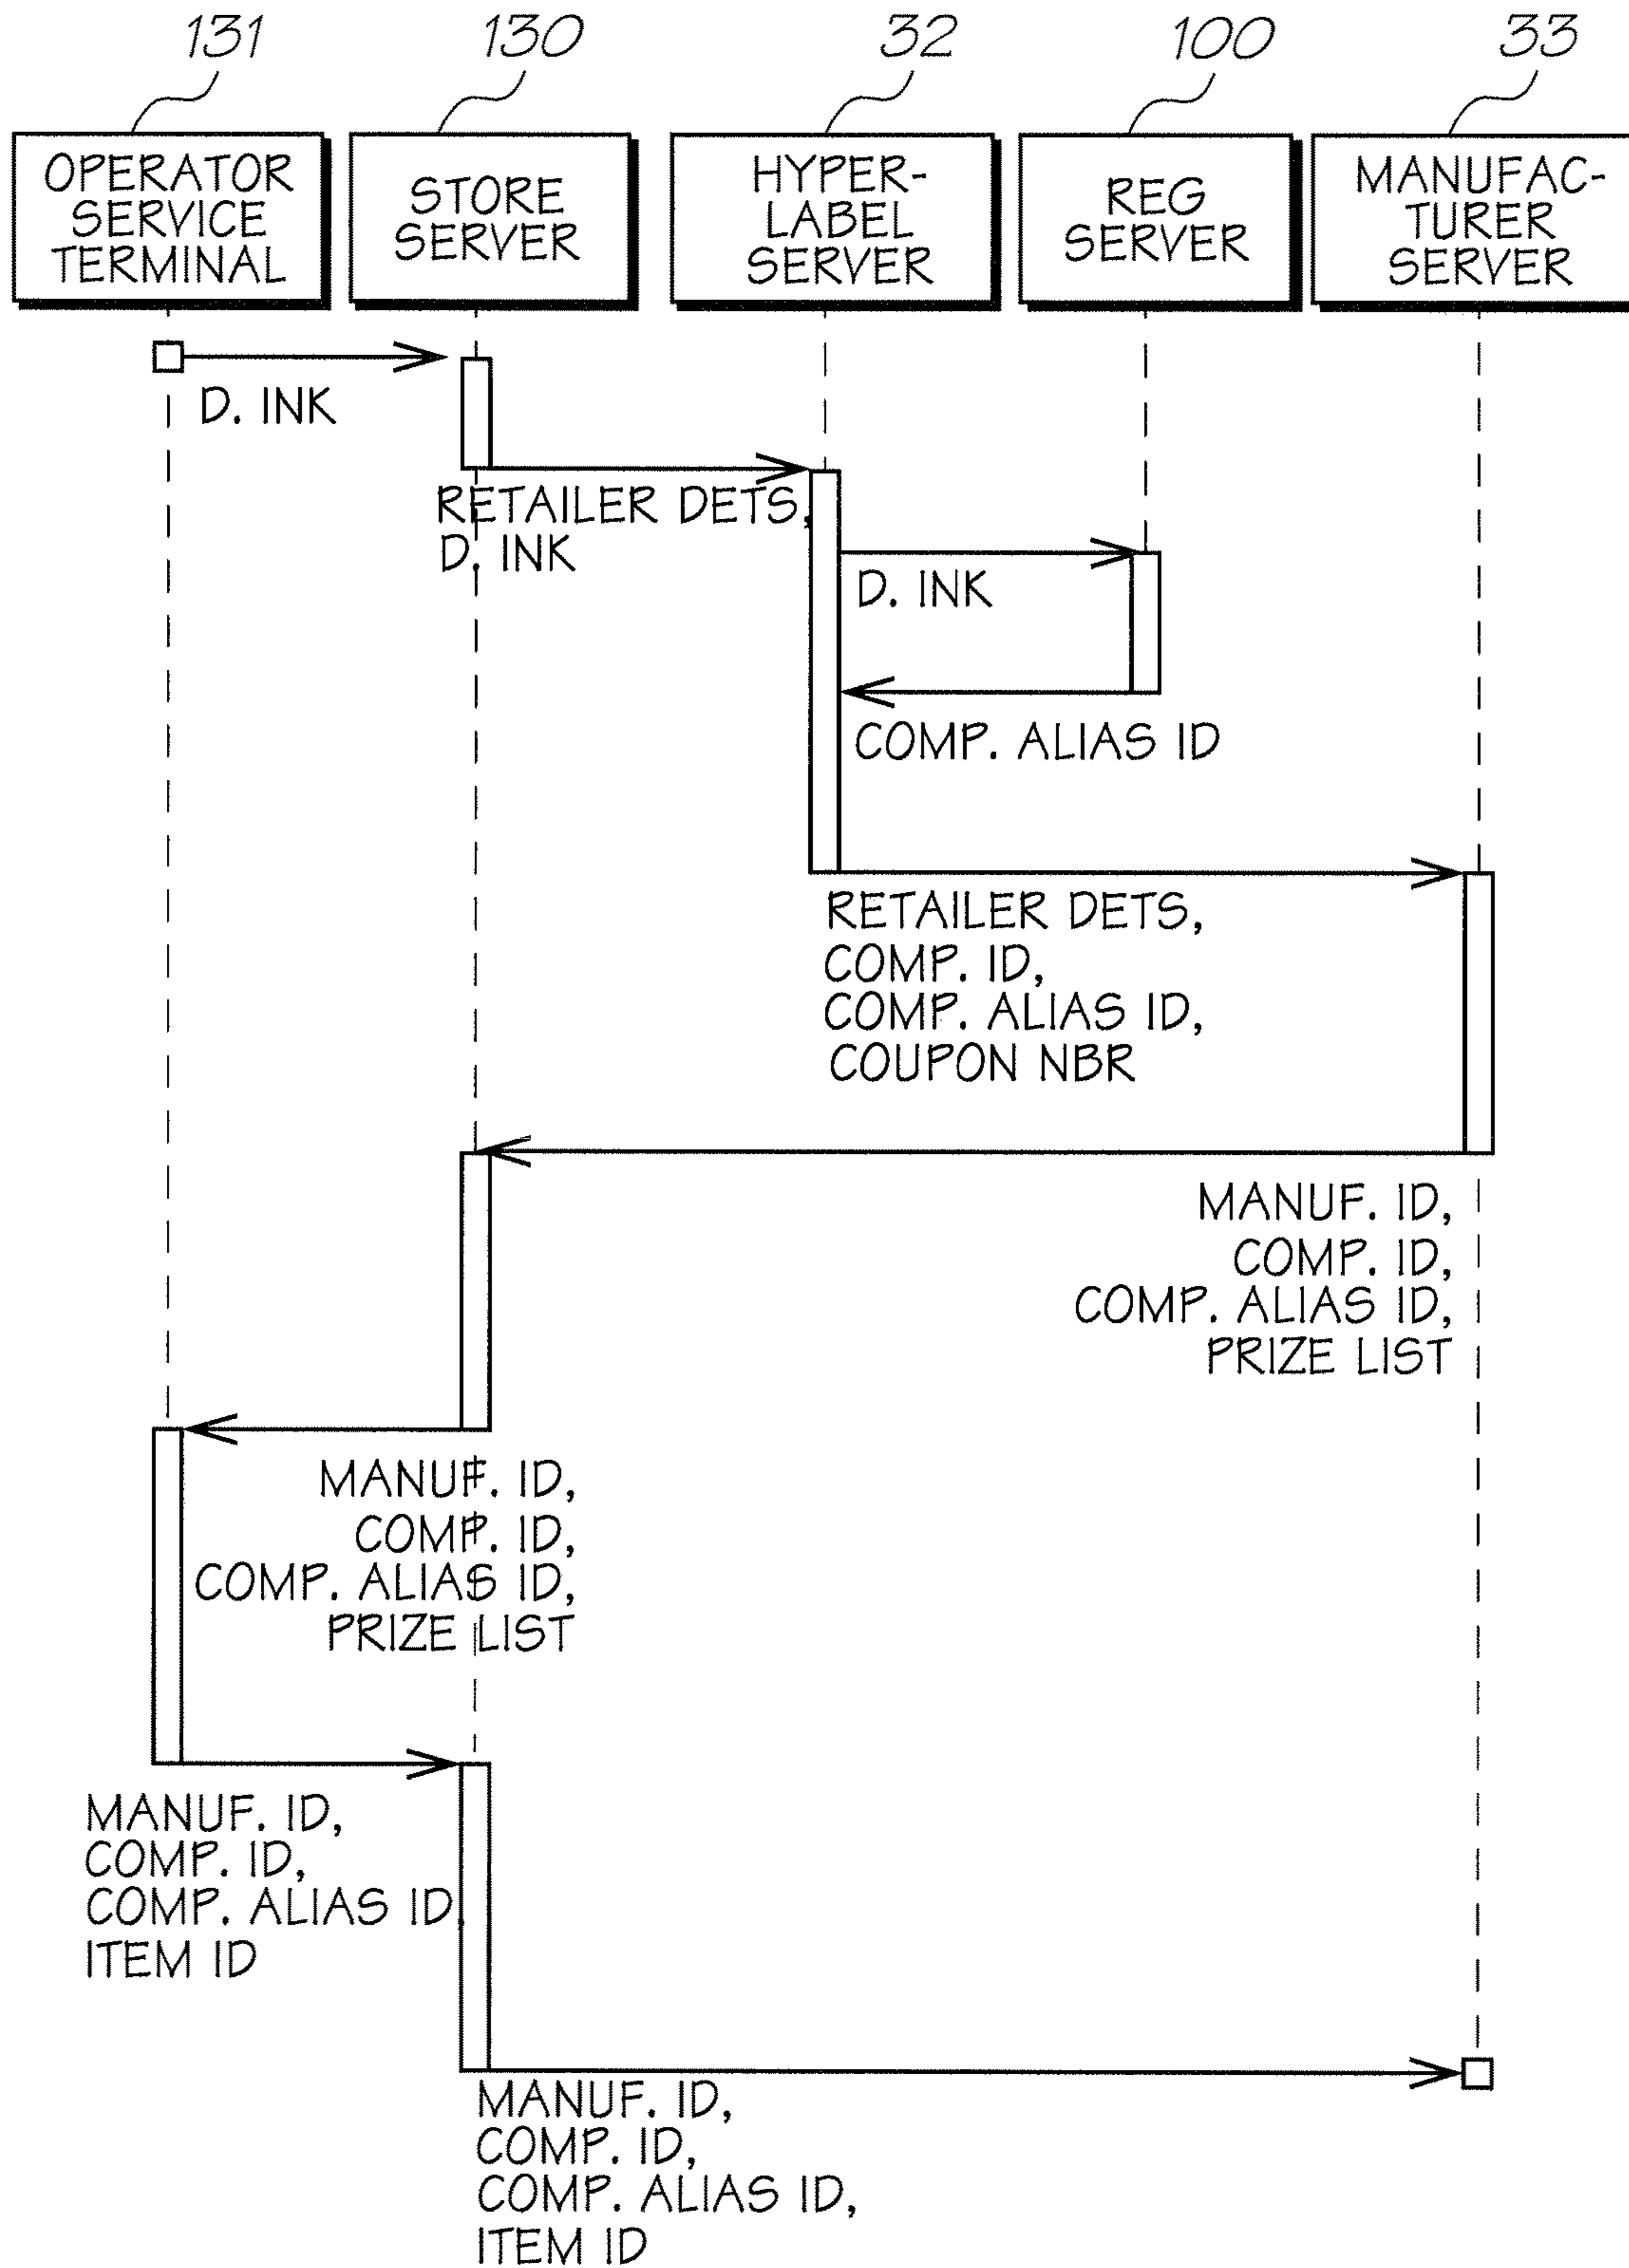 131
130
32
100
33
OPERATOR
SERVICE
TERMINAL
STORE
SERVER
HYPER-
LABEL
SERVER
REG
SERVER
MANUFAC-
TURER
SERVER
D. INK
RETAILER DETS,
D. INK
D. INK
COMP. ALIAS ID
RETAILER DETS,
COMP. ID,
COMP. ALIAS ID,
COUPON NBR
MANUF. ID,
COMP. ID,
COMP. ALIAS ID,
PRIZE LIST
MANUF. ID,
COMP. ID,
COMP. ALIAS ID,
PRIZE LIST
MANUF. ID,
COMP. ID,
COMP. ALIAS ID,
ITEM ID
MANUF. ID,
COMP. ID,
COMP. ALIAS ID,
ITEM ID